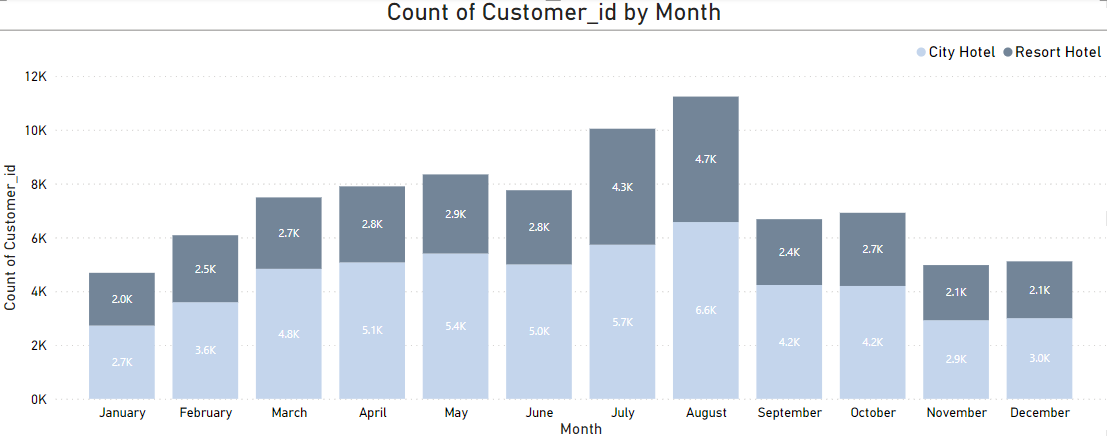 Count of Customer_id by Month
City Hotel Resort Hotel
12K
10K
8K
6K
4K
2K
0K
Count of Customer_id
2.0K 2.5K 2.7K 2.8K 2.9K 2.8K 4.3K 4.7K 2.4K 2.7K 2.1K 2.1K
2.7K 3.6K 4.8K 5.1K 5.4K 5.0K 5.7K 6.6K 4.2K 4.2K 2.9K 3.0K
January February March April May June July August September October November December
Month